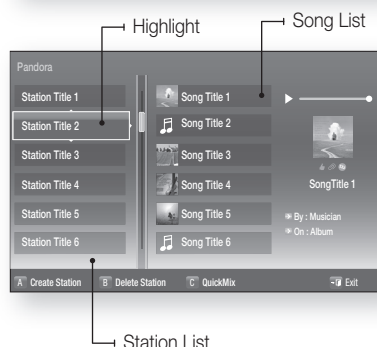 Highlight
Song List
Pandora
Station Title 1
Station Title 2
Station Title 3
Station Title 4
Station Title 5
Station Title 6
Song Title 1
Song Title 2
Song Title 3
Song Title 4
Song Title 5
Song Title 6
SongTitle 1
By : Musician
On : Album
A Create Station B Delete Station C QuickMix Exit
Station List